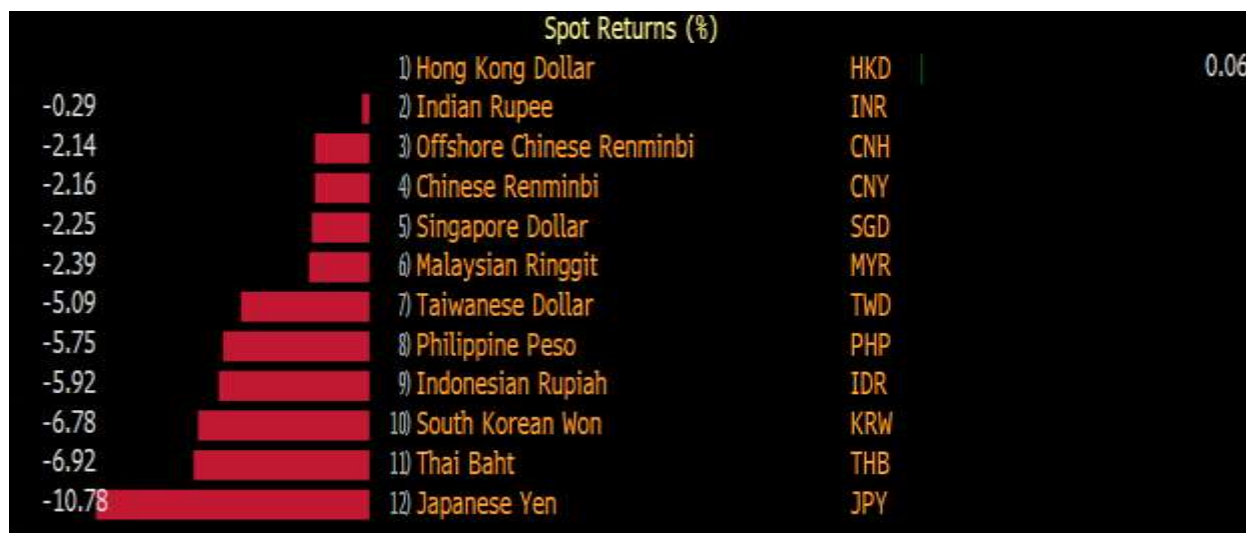 Spot Returns (%)
1) Hong Kong Dollar HKD 0.06
-0.29 2) Indian Rupee INR
-2.14 3) Offshore Chinese Renminbi CNH
-2.16 4) Chinese Renminbi CNY
-2.25 5) Singapore Dollar SGD
-2.39 6) Malaysian Ringgit MYR
-5.09 7) Taiwanese Dollar TWD
-5.75 8) Philippine Peso PHP
-5.92 9) Indonesian Rupiah IDR
-6.78 10) South Korean Won KRW
-6.92 11) Thai Baht THB
-10.78 12) Japanese Yen JPY